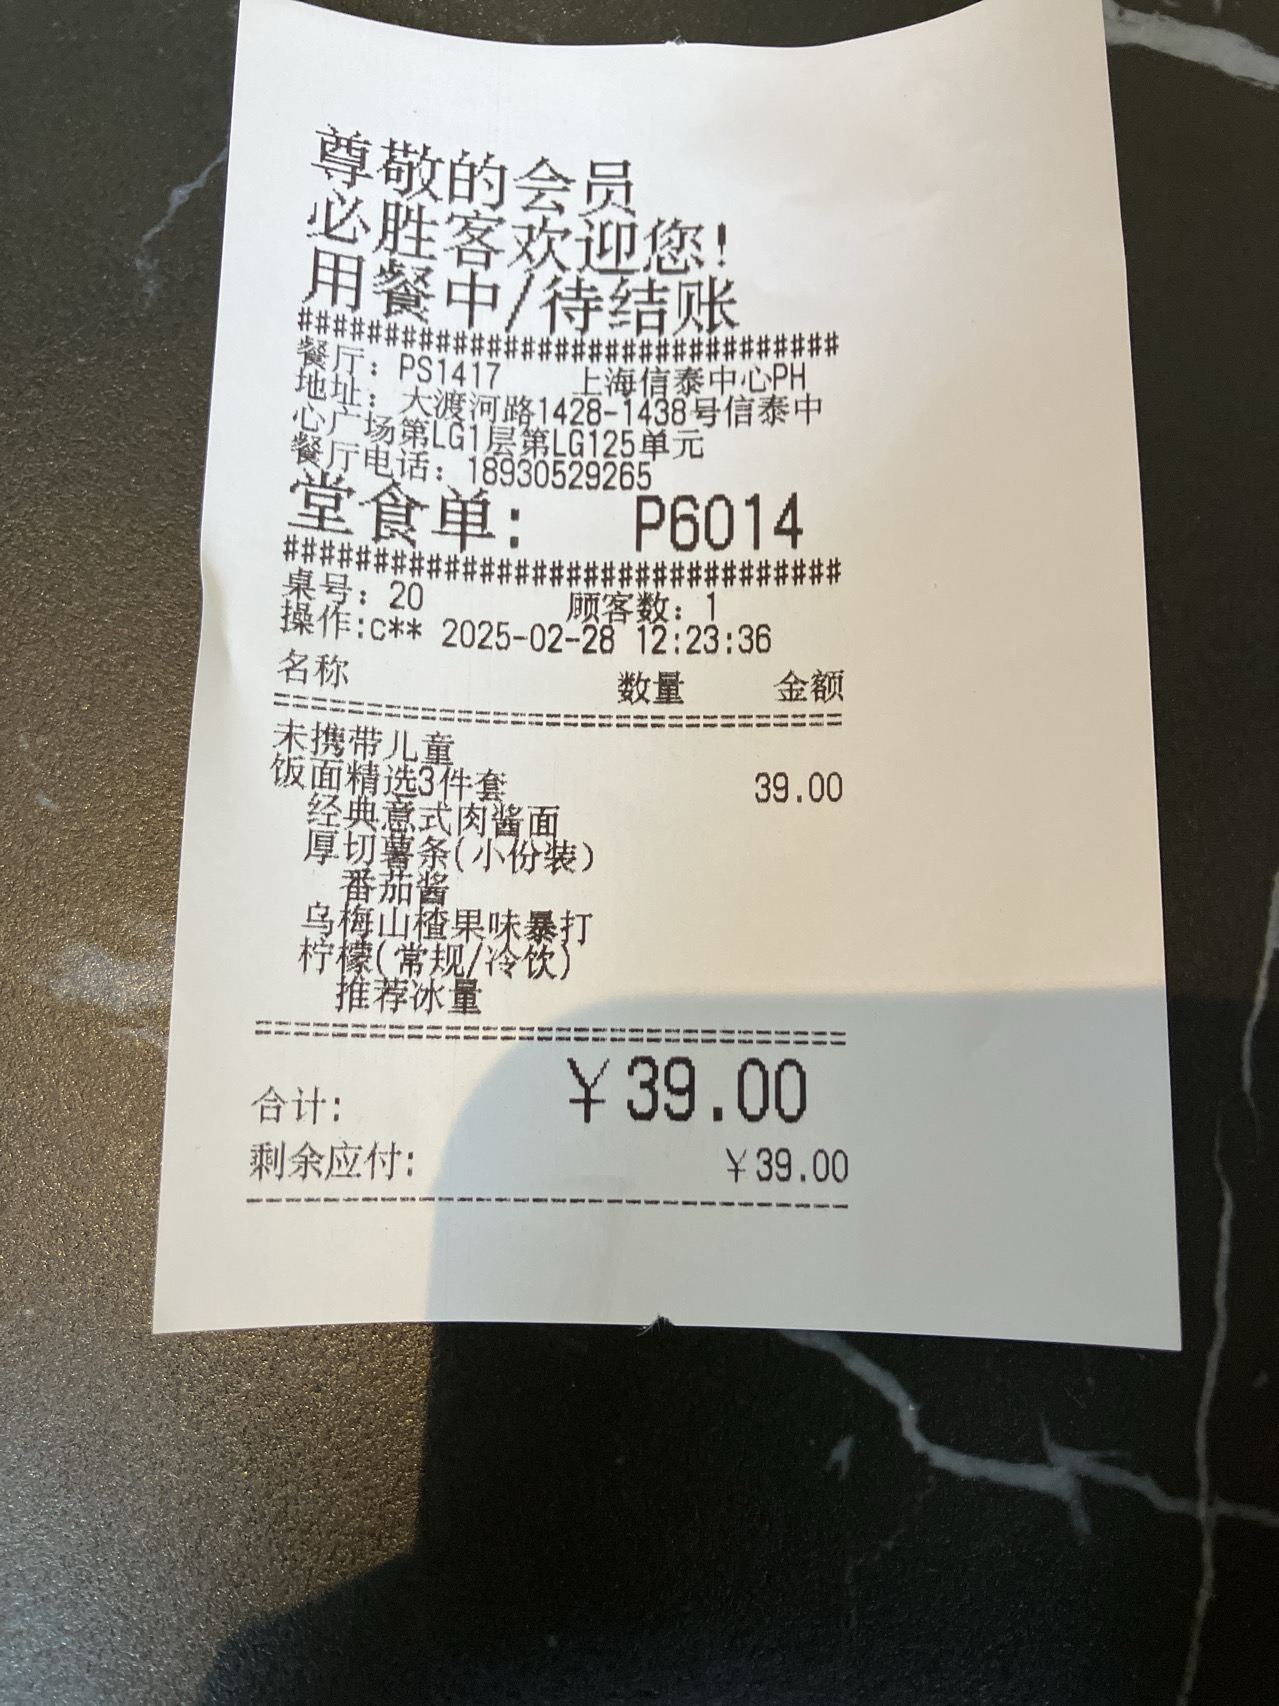 尊敬的会员
必胜客欢迎您!
用餐中/待结账
######################################
餐厅: PS1417 上海信泰中心PH
地址: 大渡河路1428-1438号信泰中
心广场第LG1层第LG125单元
餐厅电话: 18930529265
堂食单: P6014
######################################
桌号: 20 顾客数: 1
操作:c** 2025-02-28 12:23:36
名称 数量 金额
======================================
未携带儿童
饭面精选3件套 39.00
经典意式肉酱面
厚切薯条(小份装)
番茄酱
乌梅山楂果味暴打
柠檬(常规/冷饮)
推荐冰量
======================================
合计: ￥39.00
剩余应付: ￥39.00
--------------------------------------